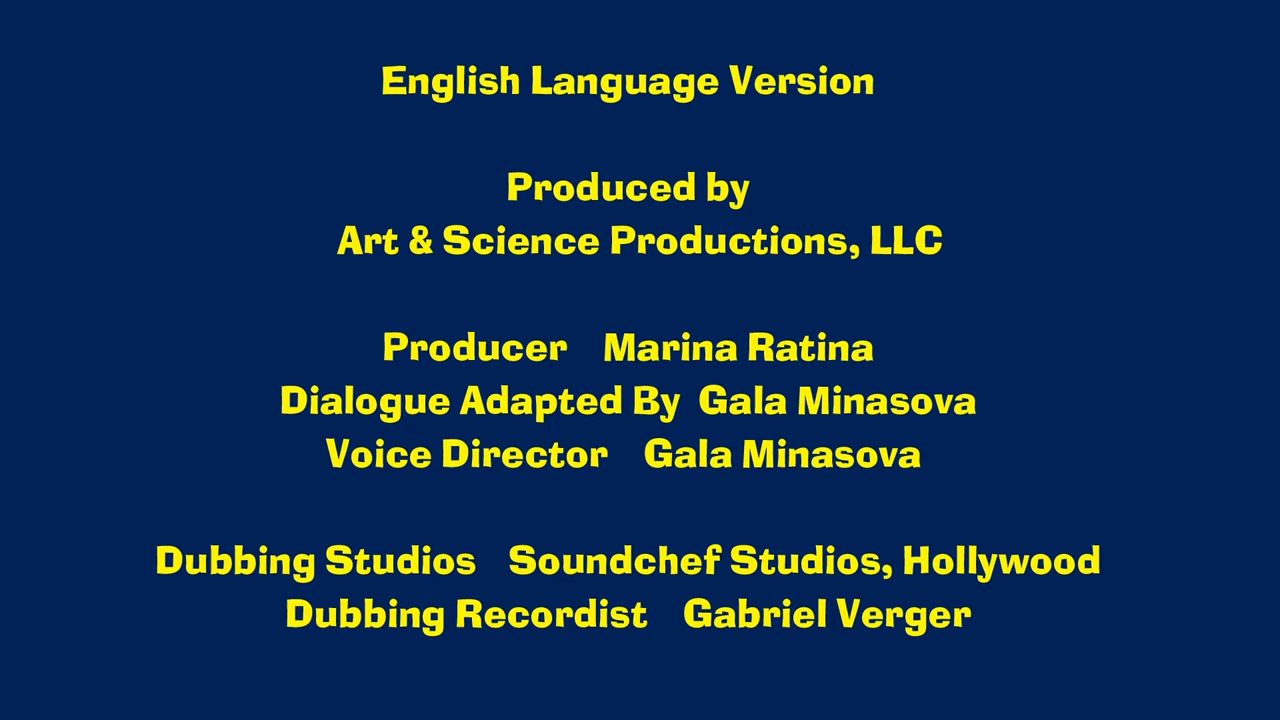 English Language Version
Produced by
Art & Science Productions, LLC
Producer Marina Ratina
Dialogue Adapted By Gala Minasova
Voice Director Gala Minasova
Dubbing Studios Soundchef Studios, Hollywood
Dubbing Recordist Gabriel Verger